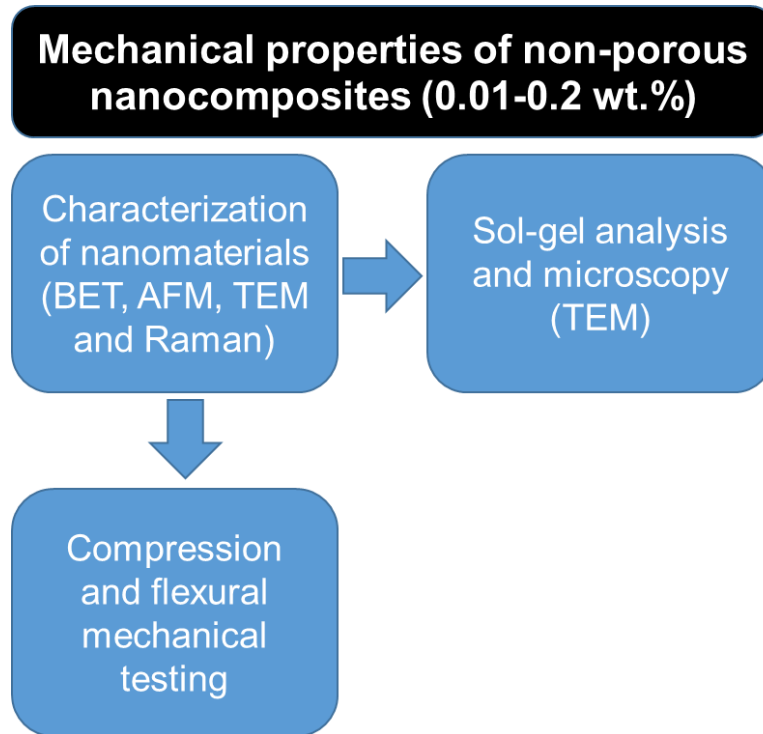 Mechanical properties of non-porous
nanocomposites (0.01-0.2 wt.%)
Characterization
of nanomaterials
(BET, AFM, TEM
and Raman)
Sol-gel analysis
and microscopy
(TEM)
Compression
and flexural
mechanical
testing